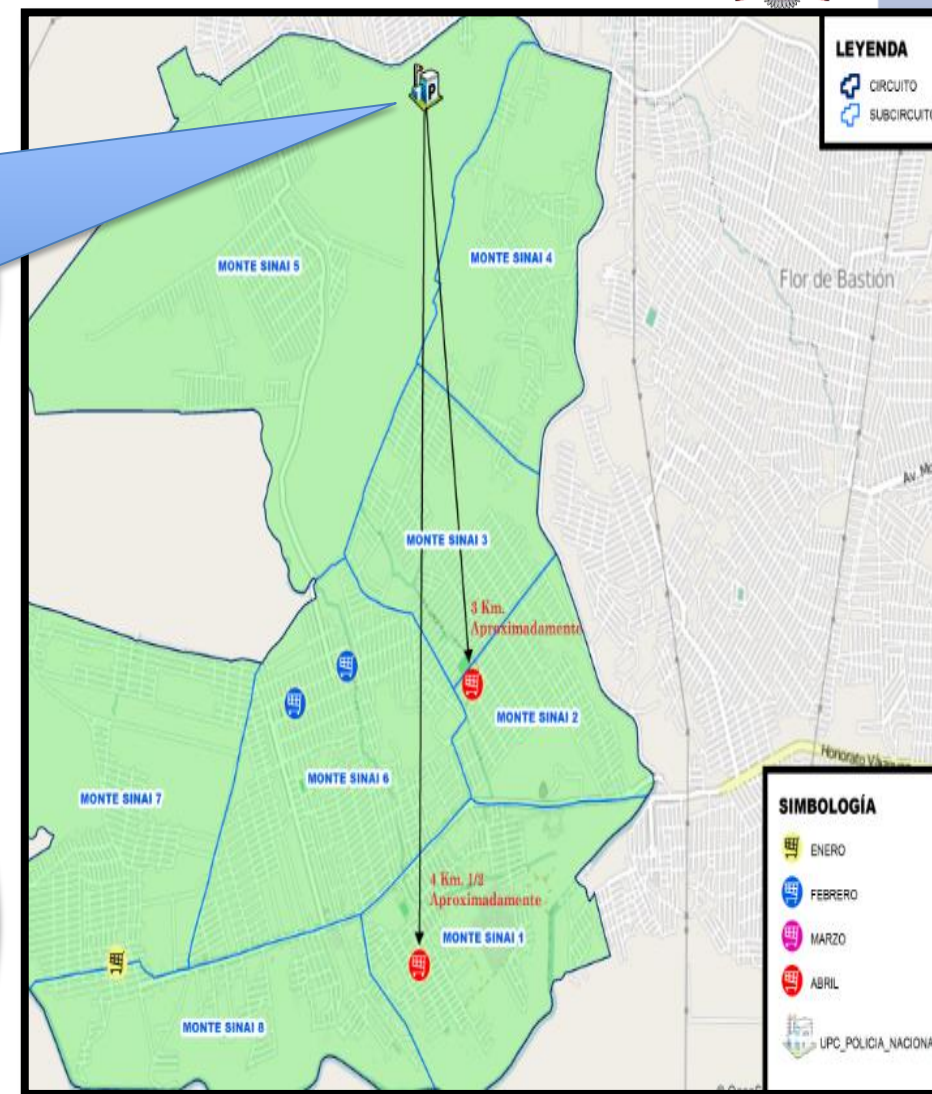 LEYENDA
CIRCUITO
SUBCIRCUITO
MONTE SINAI 5
MONTE SINAI 4
Flor de Bastión
MONTE SINAI 3
3 Km.
Aproximadamente
MONTE SINAI 2
MONTE SINAI 6
MONTE SINAI 7
4 Km. 1/2
Aproximadamente
MONTE SINAI 1
MONTE SINAI 8
Honorato
SIMBOLOGÍA
ENERO
FEBRERO
MARZO
ABRIL
UPC_POLICIA_NACIONA
P
Av.